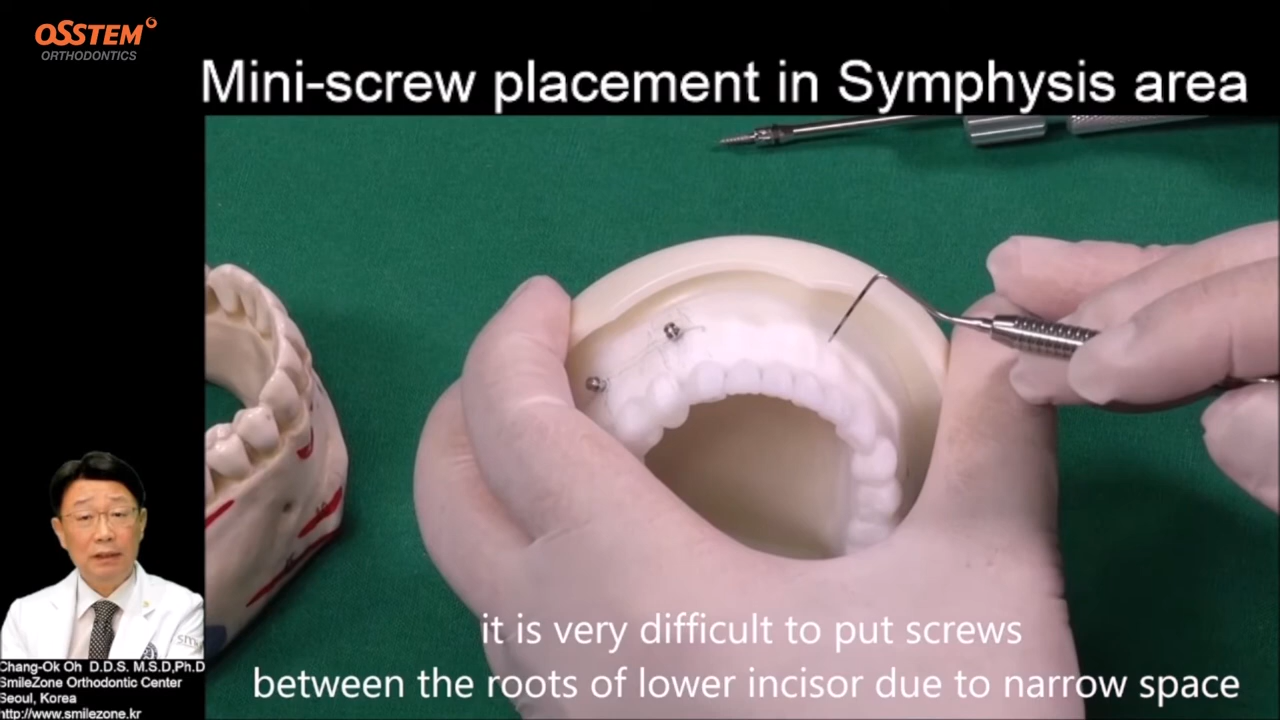 OSSTEM
ORTHODONTICS
Mini-screw placement in Symphysis area
it is very difficult to put screws
between the roots of lower incisor due to narrow space
Chang-Ok Oh D.D.S. M.S.D,Ph.D
SmileZone Orthodontic Center
Seoul, Korea
http://www.smilezone.kr